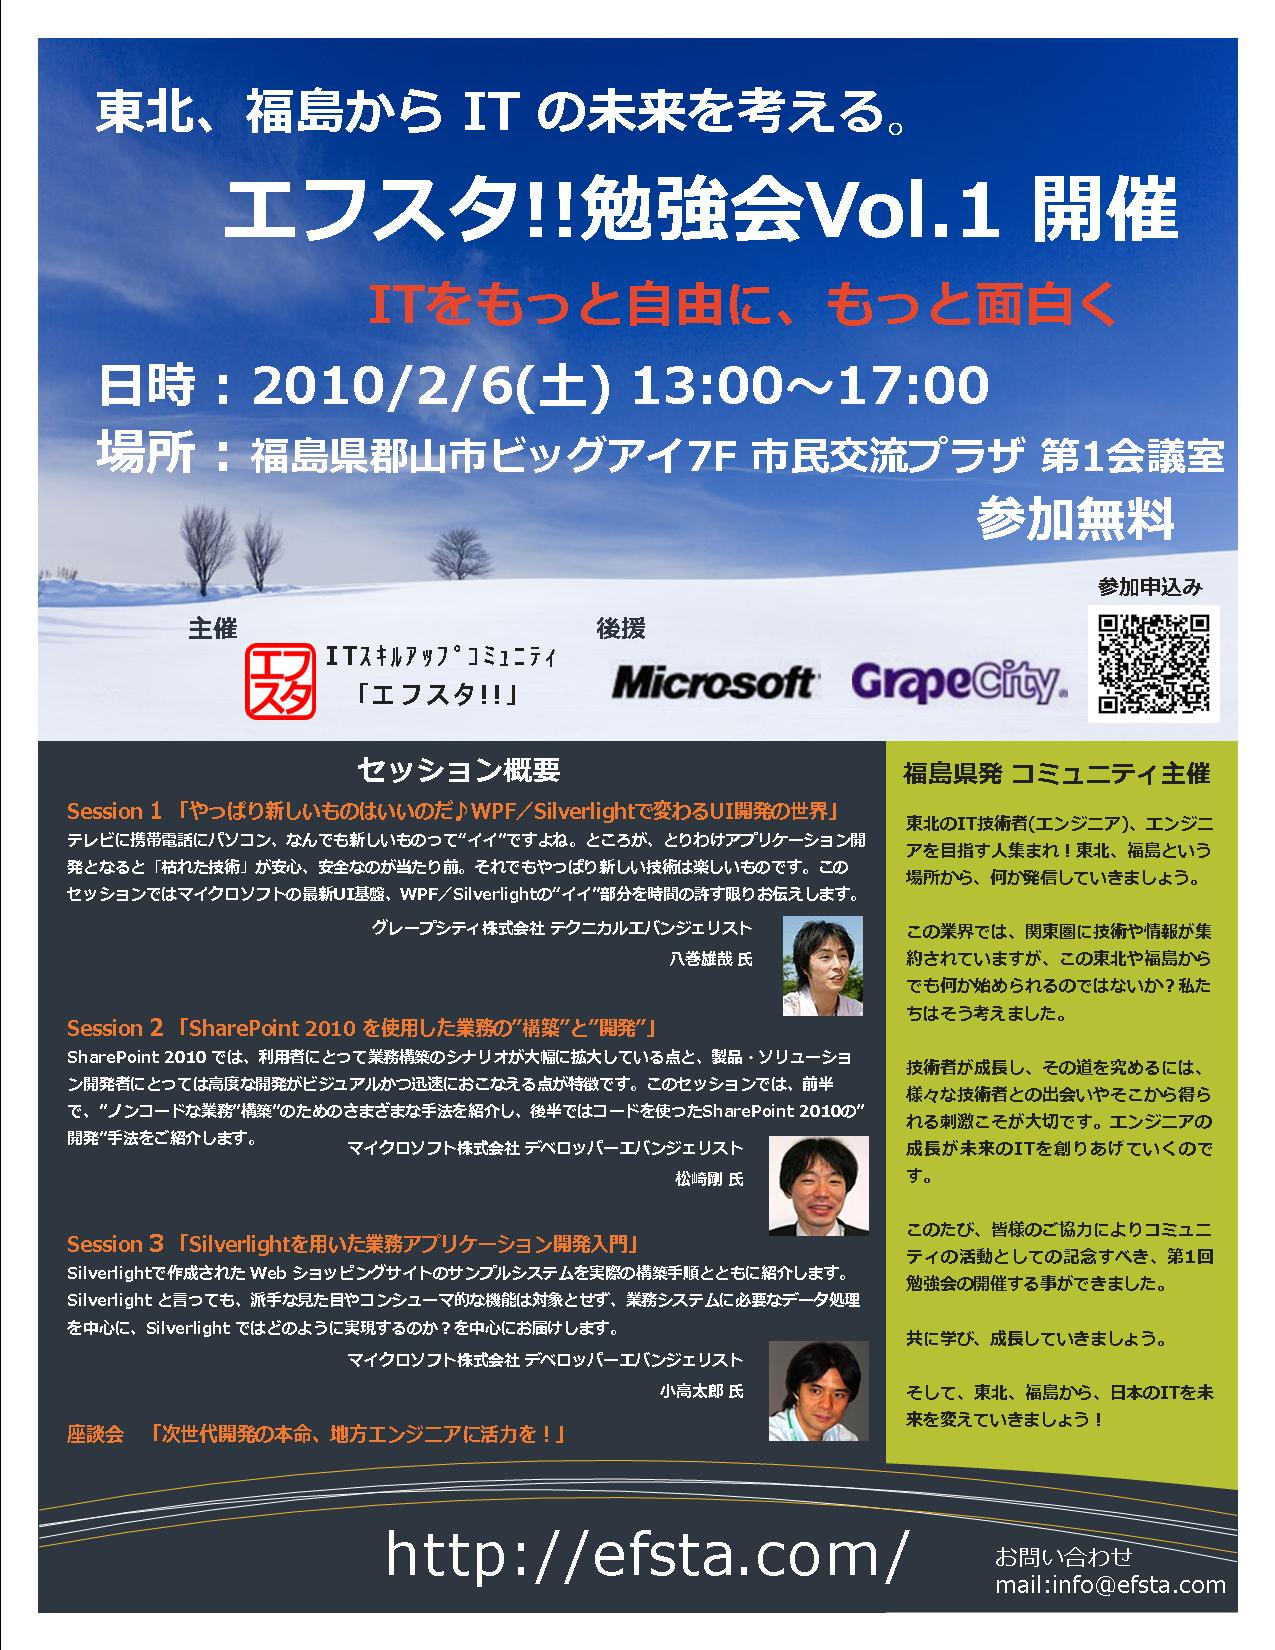 東北、福島から IT の未来を考える。
エフスタ!!勉強会Vol.1 開催
ITをもっと自由に、もっと面白く
日時：2010/2/6(土) 13:00～17:00
場所：福島県郡山市ビッグアイ7F 市民交流プラザ 第1会議室
参加無料
参加申込み
主催
エフスタ
ITｽｷﾙｱｯﾌﾟｺﾐｭﾆﾃｨ
「エフスタ!!」
後援
Microsoft
GrapeCity
セッション概要
Session 1 「やっぱり新しいものはいいのだ♪WPF／Silverlightで変わるUI開発の世界」
テレビに携帯電話にパソコン、なんでも新しいものって“イイ”ですよね。ところが、とりわけアプリケーション開
発となると「枯れた技術」が安心、安全なのが当たり前。それでもやっぱり新しい技術は楽しいものです。この
セッションではマイクロソフトの最新UI基盤、WPF／Silverlightの“イイ”部分を時間の許す限りお伝えします。
グレープシティ株式会社 テクニカルエバンジェリスト
八巻雄哉 氏
Session 2 「SharePoint 2010 を使用した業務の”構築”と”開発”」
SharePoint 2010 では、利用者にとって業務構築のシナリオが大幅に拡大している点と、製品・ソリューショ
ン開発者にとっては高度な開発がビジュアルかつ迅速におこなえる点が特徴です。このセッションでは、前半
で、”ノンコードな業務”構築”のためのさまざまな手法を紹介し、後半ではコードを使ったSharePoint 2010の”
開発”手法をご紹介します。
マイクロソフト株式会社 デベロッパーエバンジェリスト
松崎剛 氏
Session 3 「Silverlightを用いた業務アプリケーション開発入門」
Silverlightで作成された Web ショッピングサイトのサンプルシステムを実際の構築手順とともに紹介します。
Silverlight と言っても、派手な見た目やコンシューマ的な機能は対象とせず、業務システムに必要なデータ処理
を中心に、Silverlight ではどのように実現するのか？を中心にお届けします。
マイクロソフト株式会社 デベロッパーエバンジェリスト
小高太郎 氏
座談会 「次世代開発の本命、地方エンジニアに活力を！」
福島県発 コミュニティ主催
東北のIT技術者(エンジニア)、エンジニ
アを目指す人集まれ！東北、福島という
場所から、何か発信していきましょう。
この業界では、関東圏に技術や情報が集
約されていますが、この東北や福島から
でも何か始められるのではないか？私た
ちはそう考えました。
技術者が成長し、その道を究めるには、
様々な技術者との出会いやそこから得ら
れる刺激こそが大切です。エンジニアの
成長が未来のITを創りあげていくので
す。
このたび、皆様のご協力によりコミュニ
ティの活動としての記念すべき、第1回
勉強会の開催する事ができました。
共に学び、成長していきましょう。
そして、東北、福島から、日本のITを未
来を変えていきましょう！
http://efsta.com/
お問い合わせ
mail:info@efsta.com